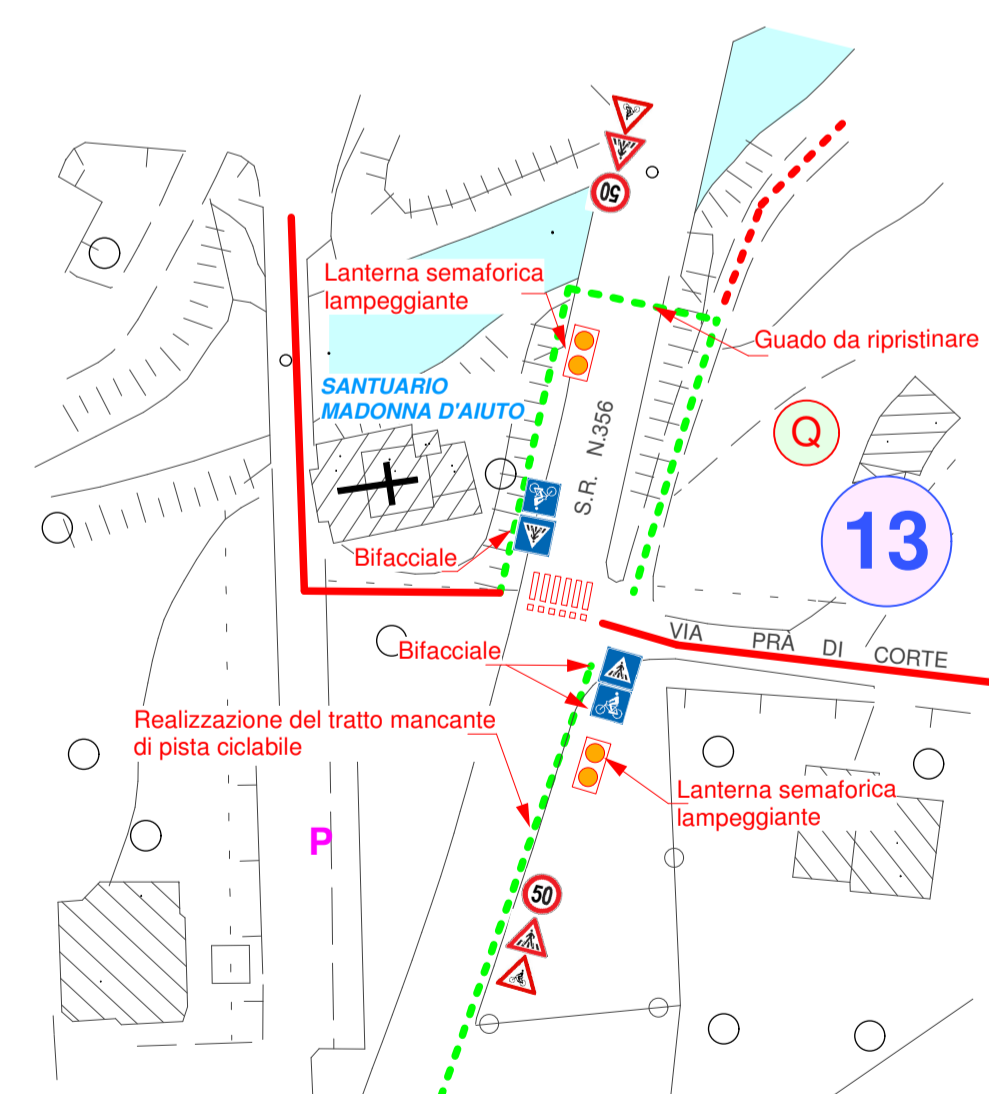 50
Lanterna semaforica
lampeggiante
Guado da ripristinare
SANTUARIO
MADONNA D'AIUTO
S.R. N.356
Q
13
Bifacciale
VIA PRÀ DI CORTE
Bifacciale
Realizzazione del tratto mancante
di pista ciclabile
Lanterna semaforica
lampeggiante
P
50